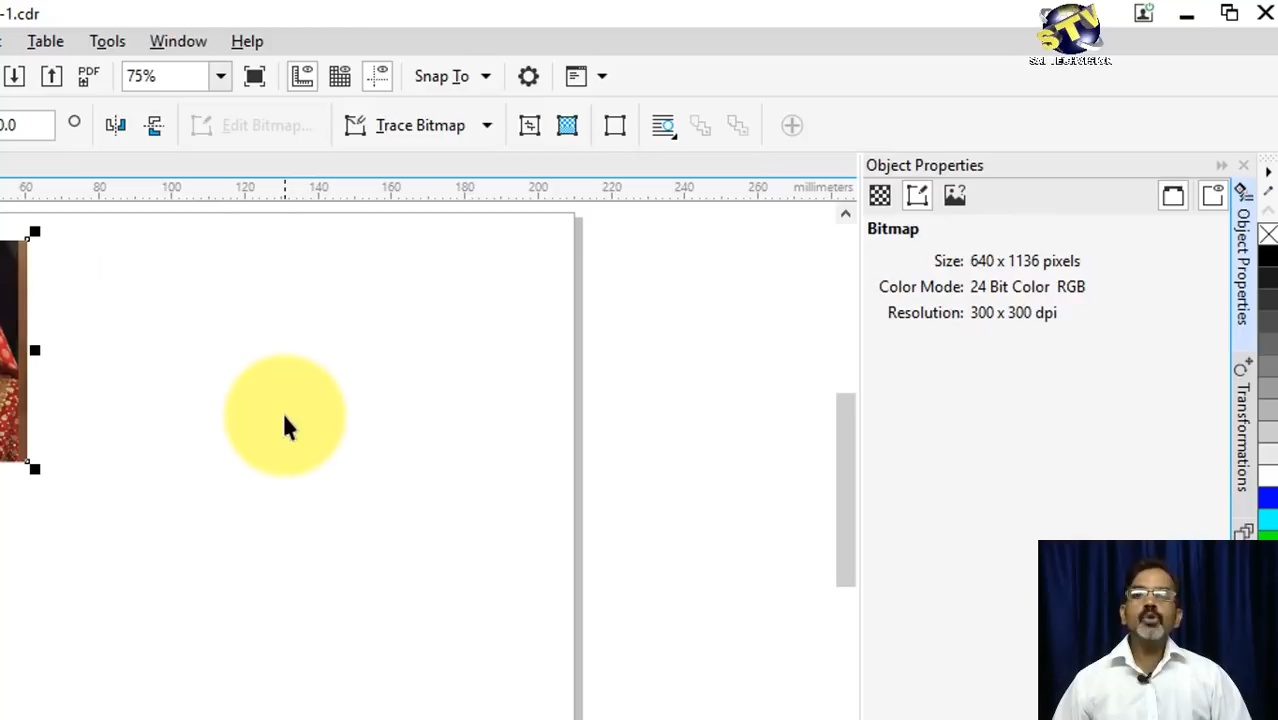 -1.cdr
STV
SAI TECHVISION
Table Tools Window Help
PDF 75% Snap To
0.0 Edit Bitmap... Trace Bitmap
Object Properties
60 80 100 120 140 160 180 200 220 240 260 millimeters
Bitmap
Size: 640 x 1136 pixels
Color Mode: 24 Bit Color RGB
Resolution: 300 x 300 dpi
Object Properties
Transformations